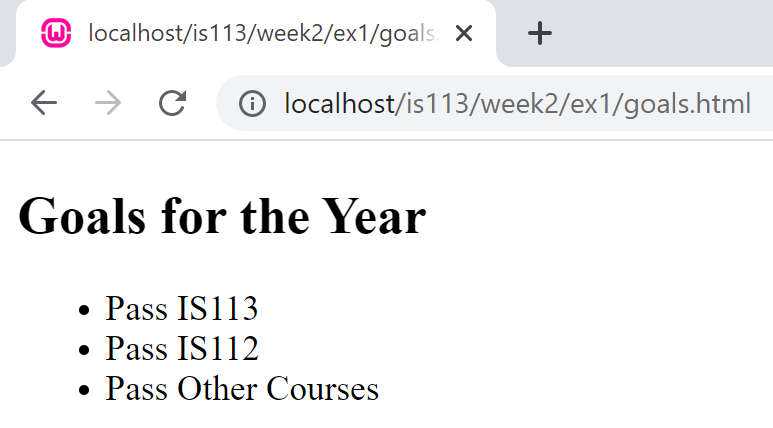 localhost/is113/week2/ex1/goals.
localhost/is113/week2/ex1/goals.html
Goals for the Year
• Pass IS113
• Pass IS112
• Pass Other Courses